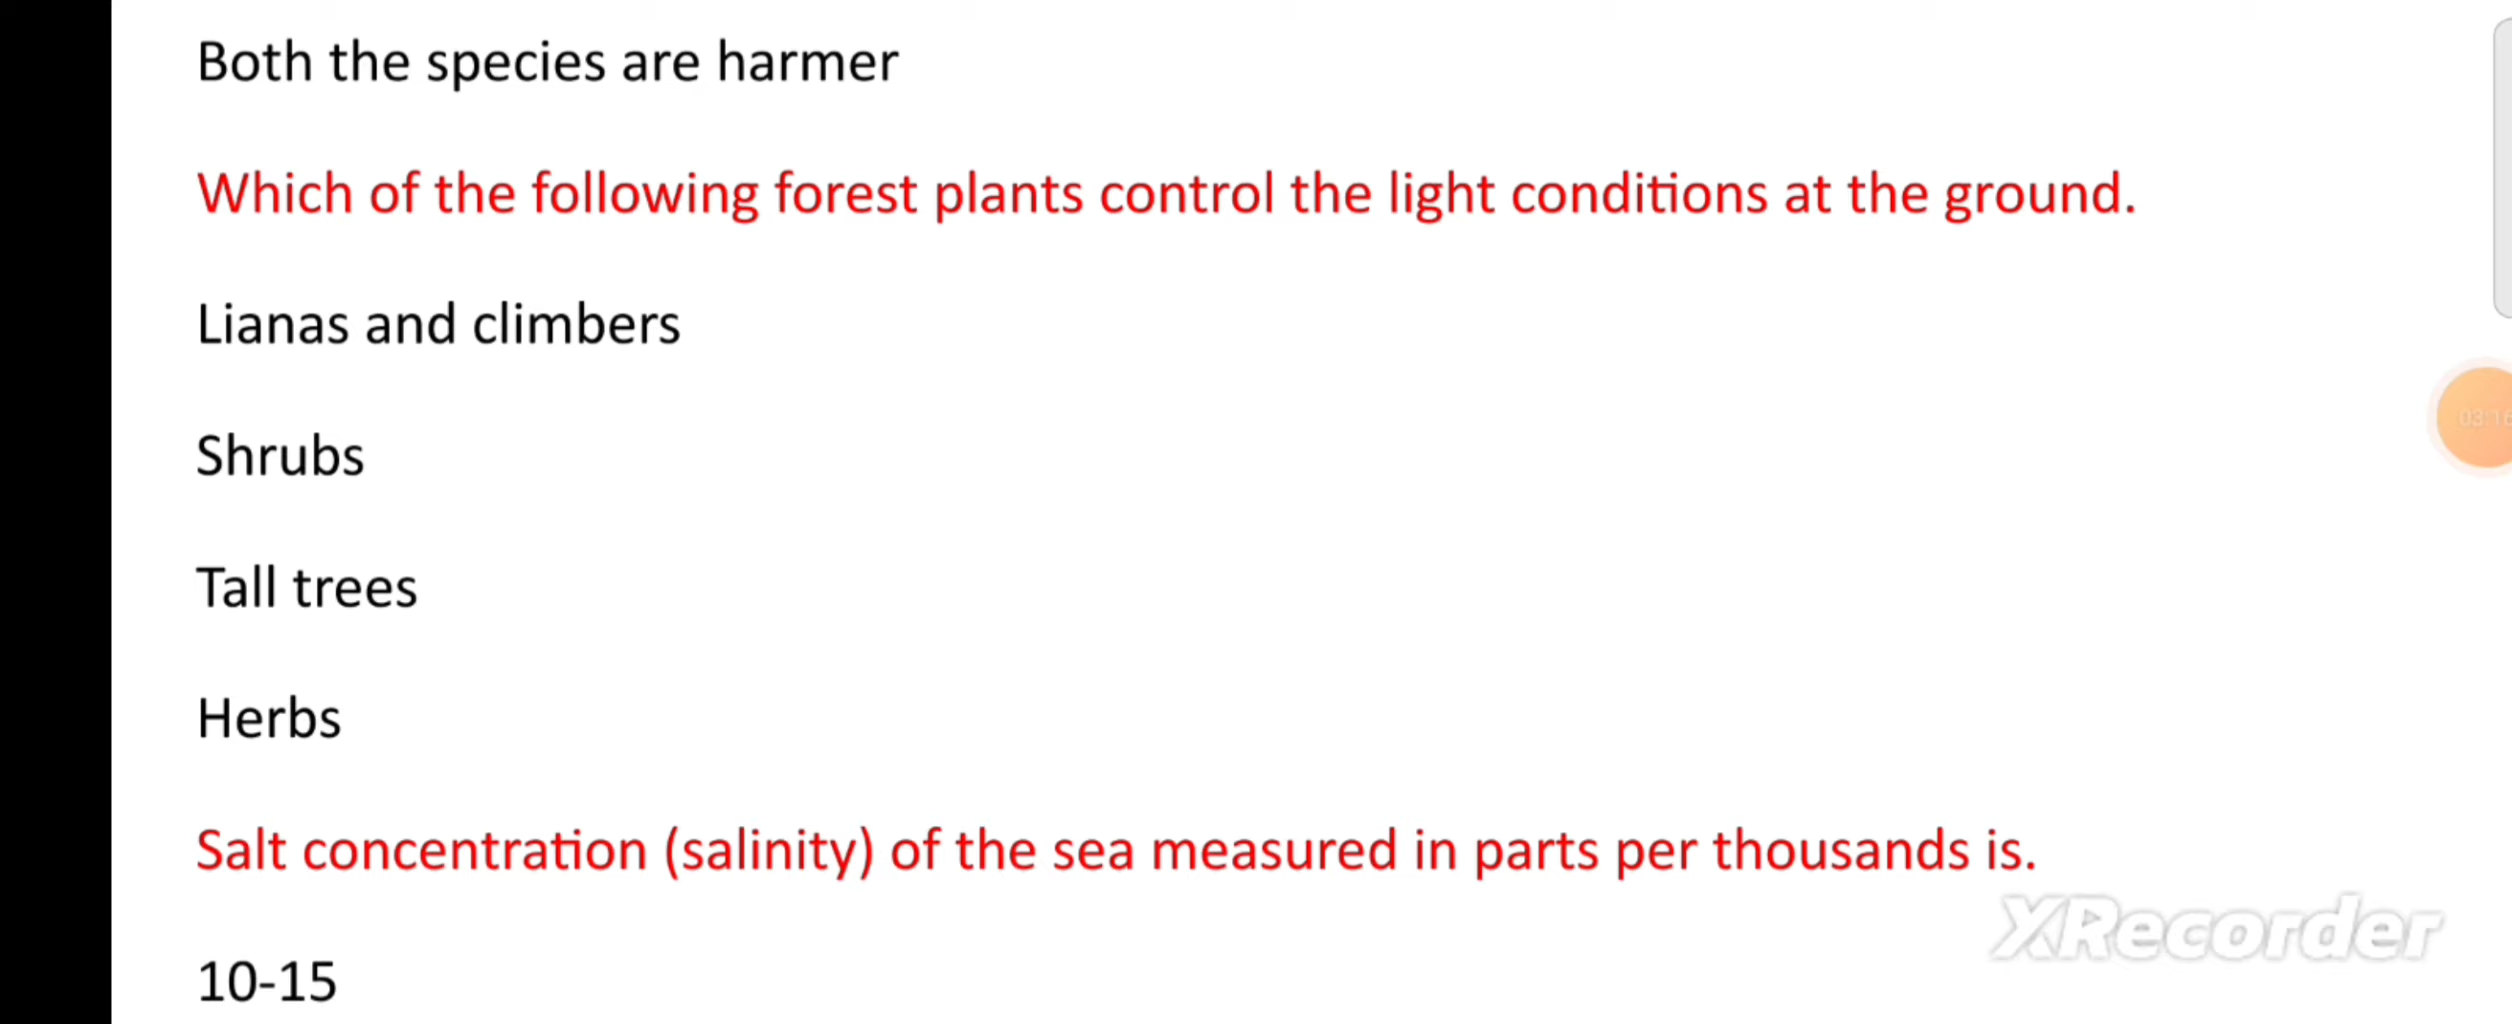 Both the species are harmer
Which of the following forest plants control the light conditions at the ground.
Lianas and climbers
Shrubs
03:16
Tall trees
Herbs
Salt concentration (salinity) of the sea measured in parts per thousands is.
XRecorder
10-15